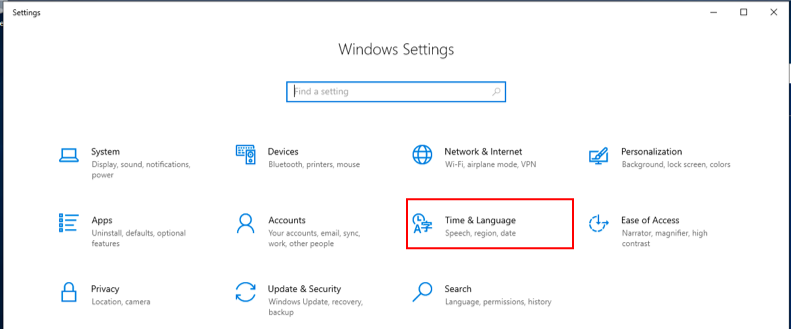 Settings
Windows Settings
Find a setting
System
Display, sound, notifications,
power
Devices
Bluetooth, printers, mouse
Network & Internet
Wi-Fi, airplane mode, VPN
Personalization
Background, lock screen, colors
Apps
Uninstall, defaults, optional
features
Accounts
Your accounts, email, sync,
work, other people
Time & Language
Speech, region, date
Ease of Access
Narrator, magnifier, high
contrast
Privacy
Location, camera
Update & Security
Windows Update, recovery,
backup
Search
Language, permissions, history